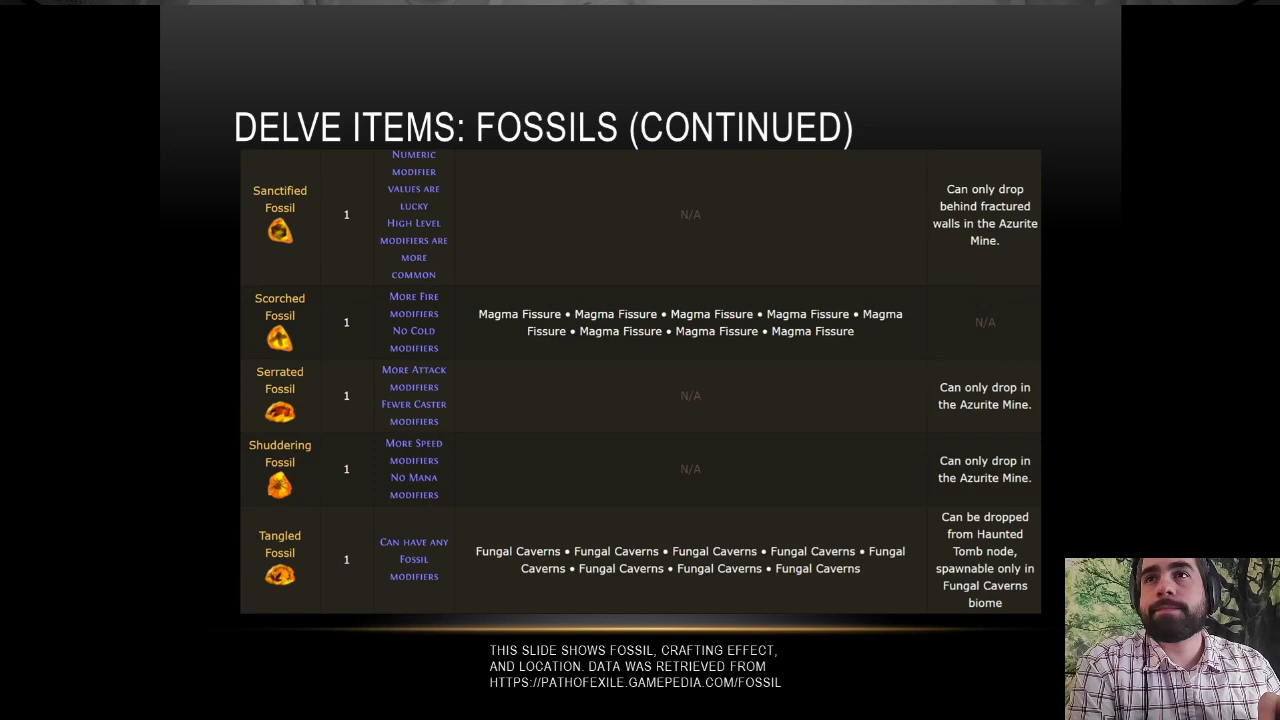 DELVE ITEMS: FOSSILS (CONTINUED)
Sanctified
Fossil
1
Numeric
modifier
values are
lucky
High Level
modifiers are
more
common
N/A
Can only drop
behind fractured
walls in the Azurite
Mine.
Scorched
Fossil
1
More Fire
modifiers
No Cold
modifiers
Magma Fissure • Magma Fissure • Magma Fissure • Magma Fissure • Magma
Fissure • Magma Fissure • Magma Fissure • Magma Fissure
N/A
Serrated
Fossil
1
More Attack
modifiers
Fewer Caster
modifiers
N/A
Can only drop in
the Azurite Mine.
Shuddering
Fossil
1
More Speed
modifiers
No Mana
modifiers
N/A
Can only drop in
the Azurite Mine.
Tangled
Fossil
1
Can have any
Fossil
modifiers
Fungal Caverns • Fungal Caverns • Fungal Caverns • Fungal Caverns • Fungal
Caverns • Fungal Caverns • Fungal Caverns • Fungal Caverns
Can be dropped
from Haunted
Tomb node,
spawnable only in
Fungal Caverns
biome
THIS SLIDE SHOWS FOSSIL, CRAFTING EFFECT,
AND LOCATION. DATA WAS RETRIEVED FROM
HTTPS://PATHOFEXILE.GAMEPEDIA.COM/FOSSIL